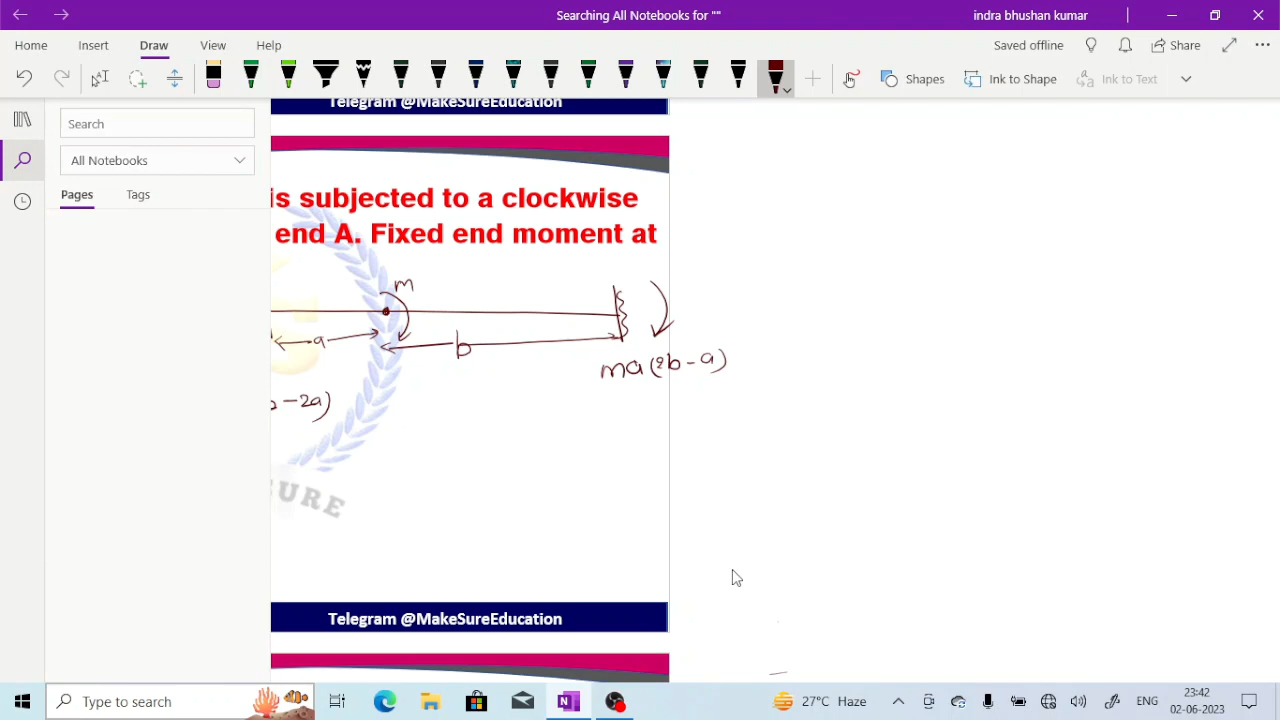 Searching All Notebooks for ""
indra bhushan kumar
Home Insert Draw View Help
Saved offline
Share
Shapes
Ink to Shape
Ink to Text
Telegram @MakeSureEducation
Search
All Notebooks
Pages Tags
is subjected to a clockwise
end A. Fixed end moment at
m
a
b
ma(2b-a)
-2a)
SURE
Telegram @MakeSureEducation
Type to search
27°C Haze
ENG
23:42
02-06-2023